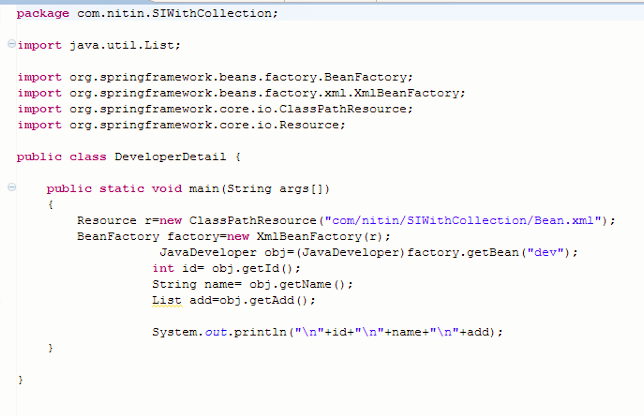 package com.nitin.SIWithCollection;
import java.util.List;
import org.springframework.beans.factory.BeanFactory;
import org.springframework.beans.factory.xml.XmlBeanFactory;
import org.springframework.core.io.ClassPathResource;
import org.springframework.core.io.Resource;
public class DeveloperDetail {
public static void main(String args[])
{
Resource r=new ClassPathResource("com/nitin/SIWithCollection/Bean.xml");
BeanFactory factory=new XmlBeanFactory(r);
JavaDeveloper obj=(JavaDeveloper)factory.getBean("dev");
int id= obj.getId();
String name= obj.getName();
List add=obj.getAdd();
System.out.println("\n"+id+"\n"+name+"\n"+add);
}
}